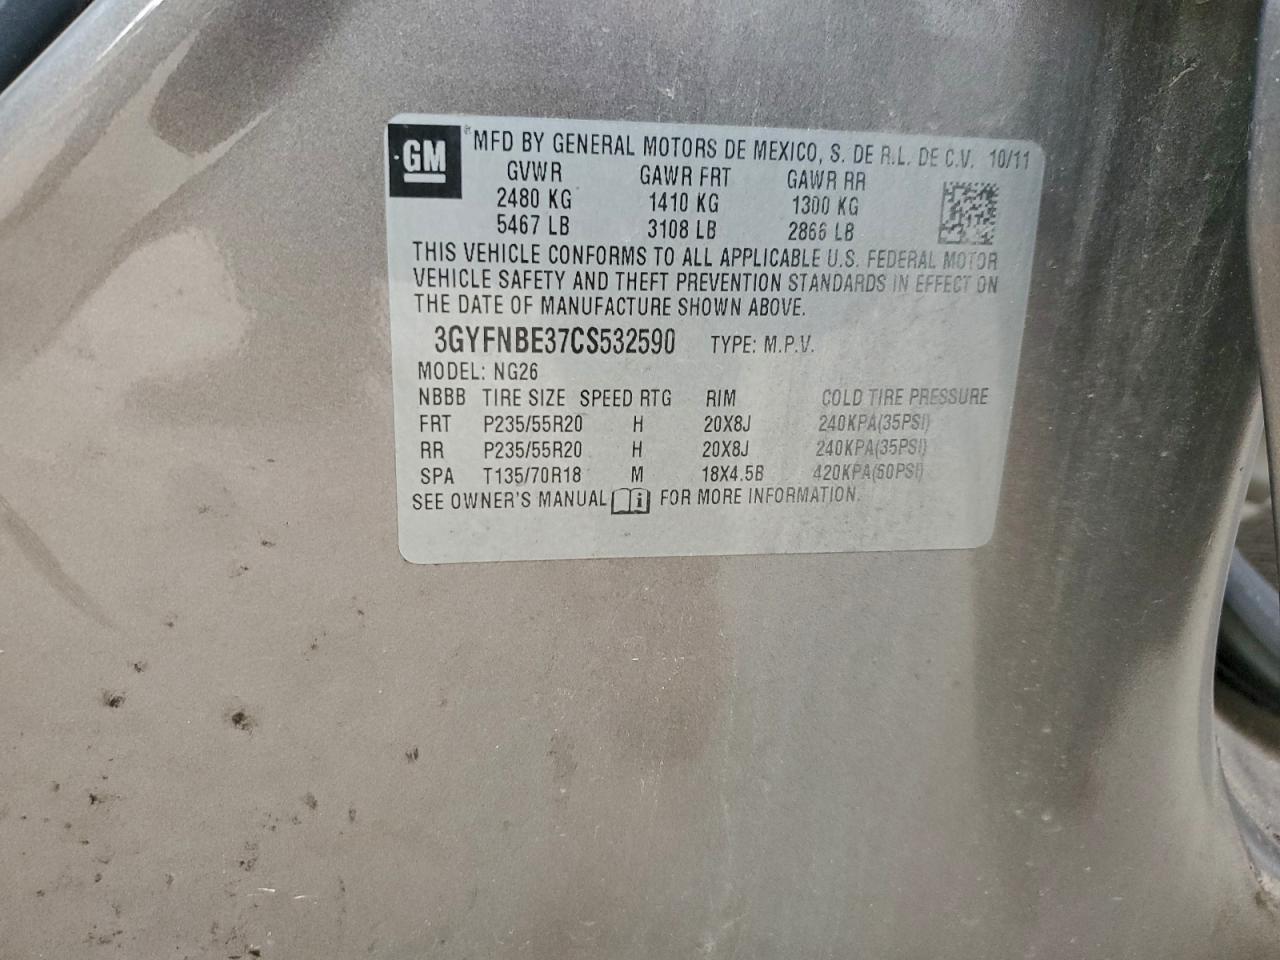 GM
MFD BY GENERAL MOTORS DE MEXICO, S. DE R.L. DE C.V. 10/11
GVWR GAWR FRT GAWR RR
2480 KG 1410 KG 1300 KG
5467 LB 3108 LB 2866 LB
THIS VEHICLE CONFORMS TO ALL APPLICABLE U.S. FEDERAL MOTOR
VEHICLE SAFETY AND THEFT PREVENTION STANDARDS IN EFFECT ON
THE DATE OF MANUFACTURE SHOWN ABOVE.
3GYFNBE37CS532590 TYPE: M.P.V.
MODEL: NG26
NBBB TIRE SIZE SPEED RTG RIM COLD TIRE PRESSURE
FRT P235/55R20 H 20X8J 240KPA(35PSI)
RR P235/55R20 H 20X8J 240KPA(35PSI)
SPA T135/70R18 M 18X4.5B 420KPA(60PSI)
SEE OWNER'S MANUAL i FOR MORE INFORMATION.